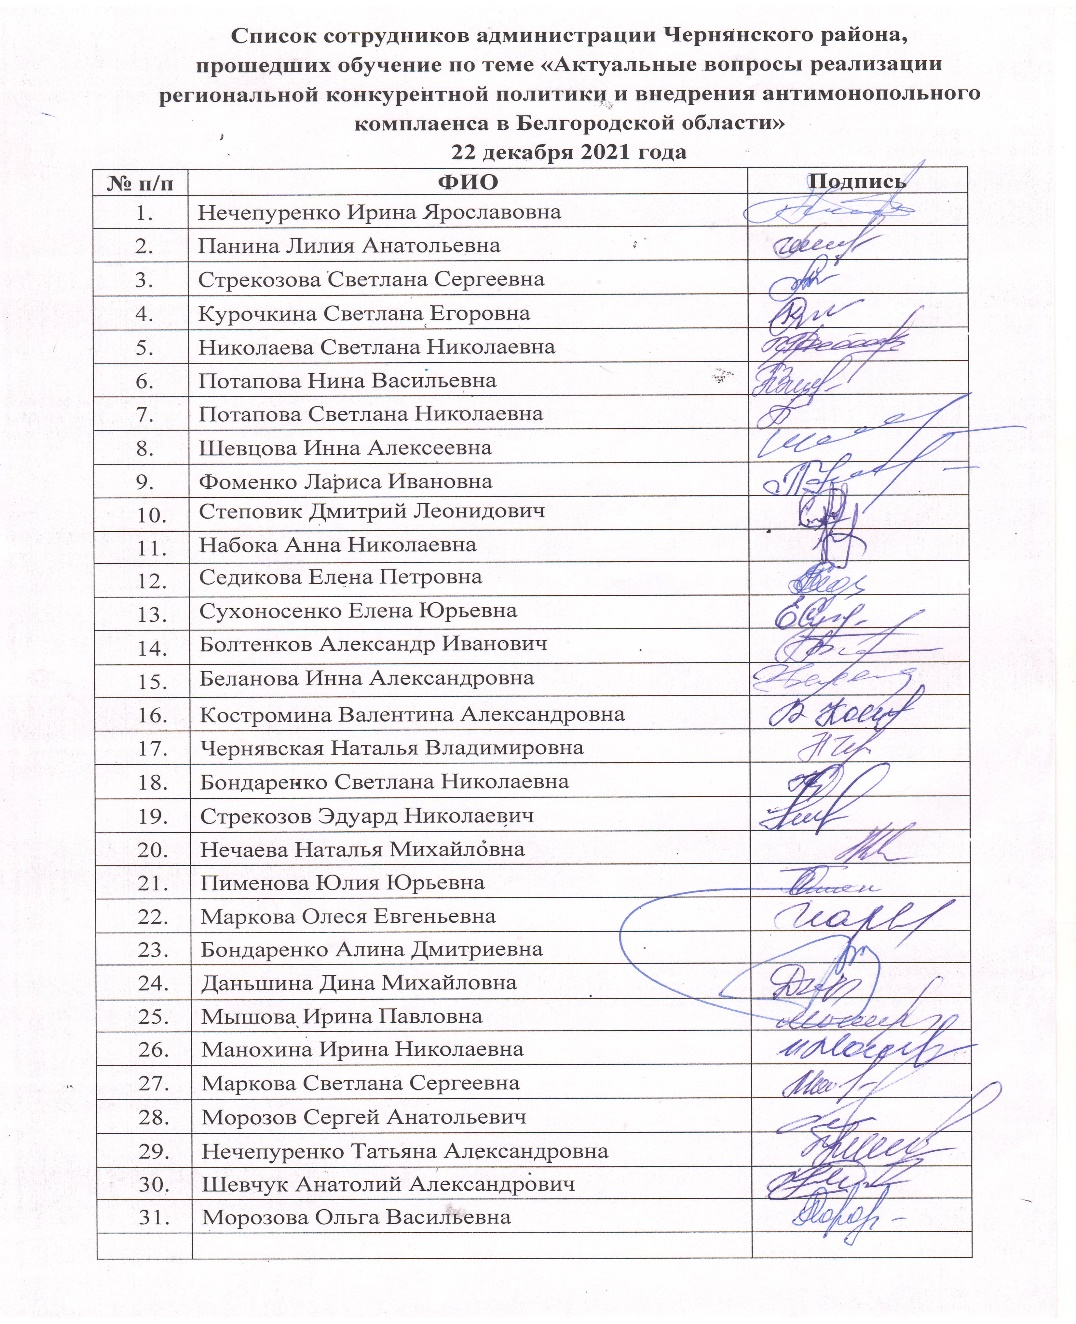 Список сотрудников администрации Чернянского района,
прошедших обучение по теме «Актуальные вопросы реализации
региональной конкурентной политики и внедрения антимонопольного
комплаенса в Белгородской области»
22 декабря 2021 года
№ п/п ФИО Подпись
1. Нечепуренко Ирина Ярославовна
2. Панина Лилия Анатольевна
3. Стрекозова Светлана Сергеевна
4. Курочкина Светлана Егоровна
5. Николаева Светлана Николаевна
6. Потапова Нина Васильевна
7. Потапова Светлана Николаевна
8. Шевцова Инна Алексеевна
9. Фоменко Лариса Ивановна
10. Степовик Дмитрий Леонидович
11. Набока Анна Николаевна
12. Седикова Елена Петровна
13. Сухоносенко Елена Юрьевна
14. Болтенков Александр Иванович
15. Беланова Инна Александровна
16. Костромина Валентина Александровна
17. Чернявская Наталья Владимировна
18. Бондаренко Светлана Николаевна
19. Стрекозов Эдуард Николаевич
20. Нечаева Наталья Михайловна
21. Пименова Юлия Юрьевна
22. Маркова Олеся Евгеньевна
23. Бондаренко Алина Дмитриевна
24. Даньшина Дина Михайловна
25. Мышова Ирина Павловна
26. Манохина Ирина Николаевна
27. Маркова Светлана Сергеевна
28. Морозов Сергей Анатольевич
29. Нечепуренко Татьяна Александровна
30. Шевчук Анатолий Александрович
31. Морозова Ольга Васильевна